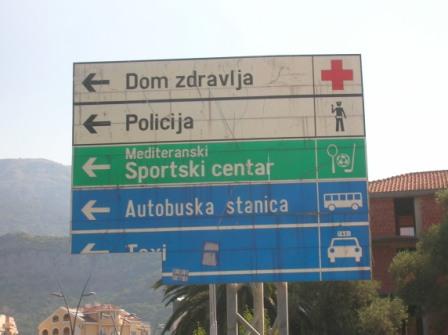 Dom zdravlja
Policija
Mediteranski
Sportski centar
Autobuska stanica
Taxi
TAXI